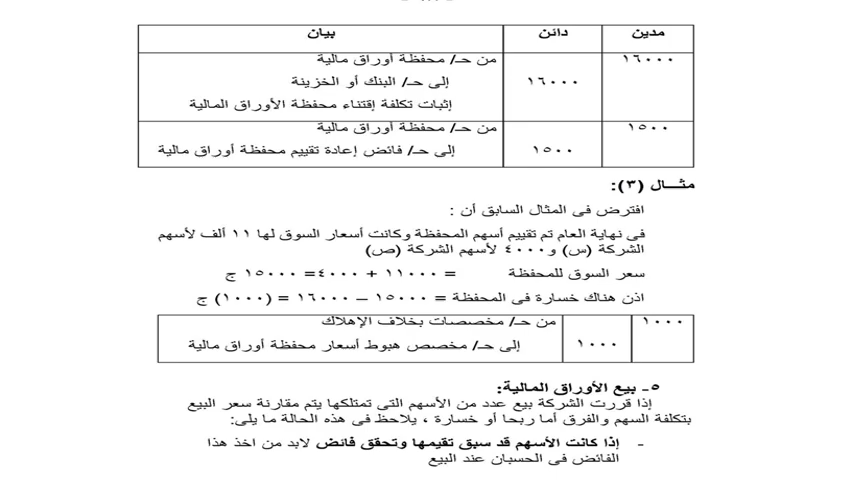 مدين دائن بيان
١٦٠٠٠ من حـ/ محفظة أوراق مالية
١٦٠٠٠ إلى حـ/ البنك أو الخزينة
إثبات تكلفة إقتناء محفظة الأوراق المالية
١٥٠٠ من حـ/ محفظة أوراق مالية
١٥٠٠ إلى حـ/ فائض إعادة تقييم محفظة أوراق مالية
مثــال (٣):
افترض فى المثال السابق أن :
فى نهاية العام تم تقييم أسهم المحفظة وكانت أسعار السوق لها ١١ ألف لأسهم
الشركة (س) و٤٠٠٠ لأسهم الشركة (ص)
سعر السوق للمحفظة = ١١٠٠٠ + ٤٠٠٠= ١٥٠٠٠ ج
اذن هناك خسارة فى المحفظة = ١٥٠٠٠ – ١٦٠٠٠ = (١٠٠٠) ج
١٠٠٠ من حـ/ مخصصات بخلاف الإهلاك
١٠٠٠ إلى حـ/ مخصص هبوط أسعار محفظة أوراق مالية
٥- بيع الأوراق المالية:
إذا قررت الشركة بيع عدد من الأسهم التى تمتلكها يتم مقارنة سعر البيع
بتكلفة السهم والفرق أما ربحا أو خسارة ، يلاحظ فى هذه الحالة ما يلى:
- إذا كانت الأسهم قد سبق تقيمها وتحقق فائض لابد من اخذ هذا
الفائض فى الحسبان عند البيع